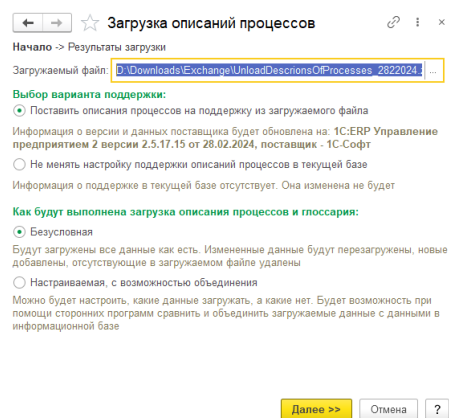 Загрузка описаний процессов
Начало -> Результаты загрузки
Загружаемый файл: D:\Downloads\Exchange\UnloadDescrionsOfProcesses_2822024. ...
Выбор варианта поддержки:
Поставить описания процессов на поддержку из загружаемого файла
Информация о версии и данных поставщика будет обновлена на: 1С:ERP Управление
предприятием 2 версии 2.5.17.15 от 28.02.2024, поставщик - 1С-Софт
Не менять настройку поддержки описаний процессов в текущей базе
Информация о поддержке в текущей базе отсутствует. Она изменена не будет
Как будут выполнена загрузка описания процессов и глоссария:
Безусловная
Будут загружены все данные как есть. Измененные данные будут перезагружены, новые
добавлены, отсутствующие в загружаемом файле удалены
Настраиваемая, с возможностью объединения
Можно будет настроить, какие данные загружать, а какие нет. Будет возможность при
помощи сторонних программ сравнить и объединить загружаемые данные с данными в
информационной базе
Далее >> Отмена ?